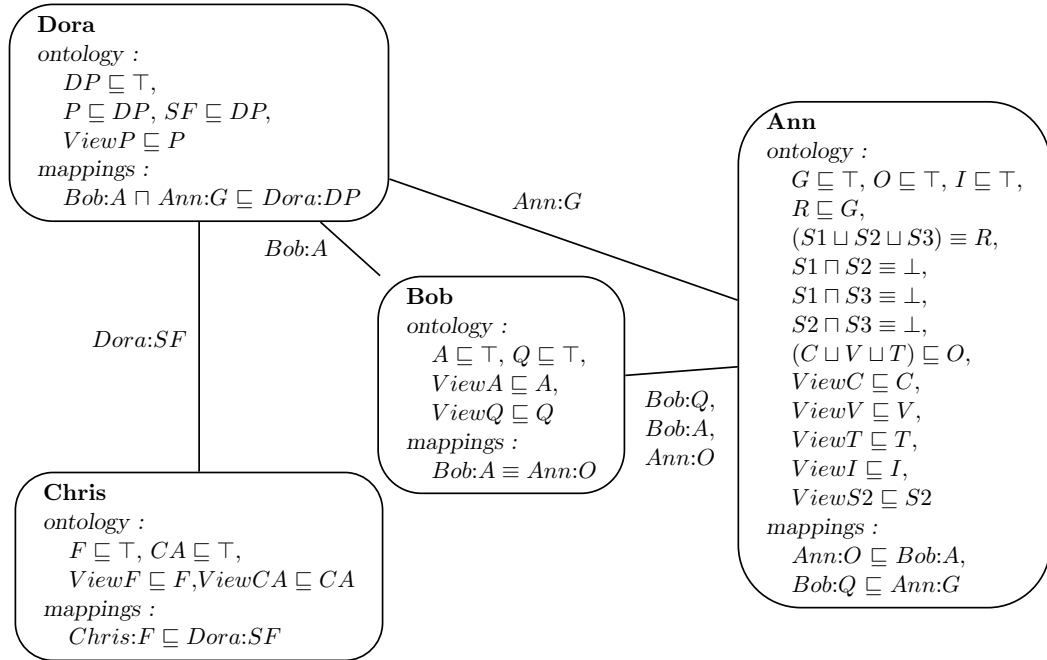 Dora
ontology :
DP ⊑ ⊤,
P ⊑ DP, SF ⊑ DP,
ViewP ⊑ P
mappings :
Bob:A ⊓ Ann:G ⊑ Dora:DP
Ann:G
Bob:A
Dora:SF
Bob
ontology :
A ⊑ ⊤, Q ⊑ ⊤,
ViewA ⊑ A,
ViewQ ⊑ Q
mappings :
Bob:A ≡ Ann:O
Bob:Q,
Bob:A,
Ann:O
Ann
ontology :
G ⊑ ⊤, O ⊑ ⊤, I ⊑ ⊤,
R ⊑ G,
(S1 ⊔ S2 ⊔ S3) ≡ R,
S1 ⊓ S2 ≡ ⊥,
S1 ⊓ S3 ≡ ⊥,
S2 ⊓ S3 ≡ ⊥,
(C ⊔ V ⊔ T) ⊑ O,
ViewC ⊑ C,
ViewV ⊑ V,
ViewT ⊑ T,
ViewI ⊑ I,
ViewS2 ⊑ S2
mappings :
Ann:O ⊑ Bob:A,
Bob:Q ⊑ Ann:G
Chris
ontology :
F ⊑ ⊤, CA ⊑ ⊤,
ViewF ⊑ F,ViewCA ⊑ CA
mappings :
Chris:F ⊑ Dora:SF